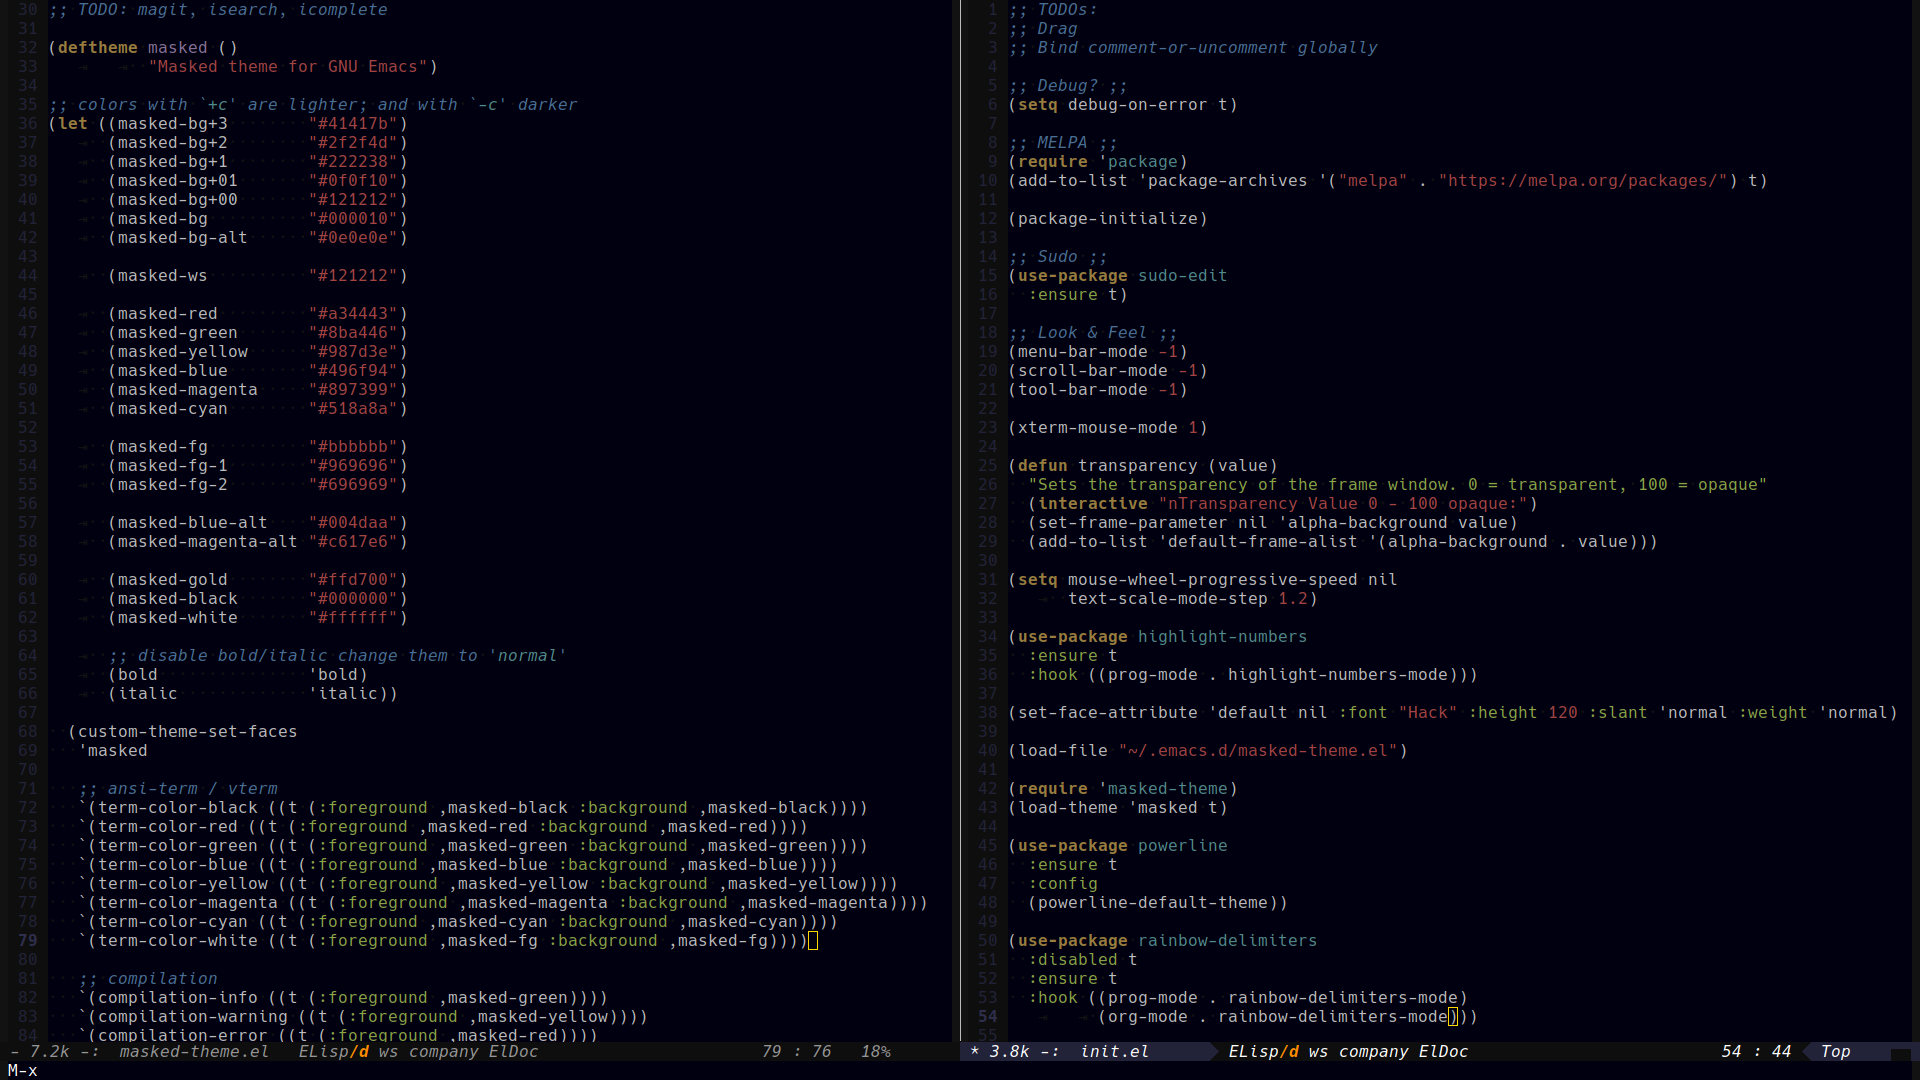 30 ;; TODO: magit, isearch, icomplete
31
32 (deftheme masked ()
33 "Masked theme for GNU Emacs")
34
35 ;; colors with `+c' are lighter; and with `-c' darker
36 (let ((masked-bg+3 "#41417b")
37 (masked-bg+2 "#2f2f4d")
38 (masked-bg+1 "#222238")
39 (masked-bg+01 "#0f0f10")
40 (masked-bg+00 "#121212")
41 (masked-bg "#000010")
42 (masked-bg-alt "#0e0e0e")
43
44 (masked-ws "#121212")
45
46 (masked-red "#a34443")
47 (masked-green "#8ba446")
48 (masked-yellow "#987d3e")
49 (masked-blue "#496f94")
50 (masked-magenta "#897399")
51 (masked-cyan "#518a8a")
52
53 (masked-fg "#bbbbbb")
54 (masked-fg-1 "#969696")
55 (masked-fg-2 "#696969")
56
57 (masked-blue-alt "#004daa")
58 (masked-magenta-alt "#c617e6")
59
60 (masked-gold "#ffd700")
61 (masked-black "#000000")
62 (masked-white "#ffffff")
63
64 ;; disable bold/italic change them to 'normal'
65 (bold 'bold)
66 (italic 'italic))
67
68 (custom-theme-set-faces
69 'masked
70
71 ;; ansi-term / vterm
72 `(term-color-black ((t (:foreground ,masked-black :background ,masked-black))))
73 `(term-color-red ((t (:foreground ,masked-red :background ,masked-red))))
74 `(term-color-green ((t (:foreground ,masked-green :background ,masked-green))))
75 `(term-color-blue ((t (:foreground ,masked-blue :background ,masked-blue))))
76 `(term-color-yellow ((t (:foreground ,masked-yellow :background ,masked-yellow))))
77 `(term-color-magenta ((t (:foreground ,masked-magenta :background ,masked-magenta))))
78 `(term-color-cyan ((t (:foreground ,masked-cyan :background ,masked-cyan))))
79 `(term-color-white ((t (:foreground ,masked-fg :background ,masked-fg))))
80
81 ;; compilation
82 `(compilation-info ((t (:foreground ,masked-green))))
83 `(compilation-warning ((t (:foreground ,masked-yellow))))
84 `(compilation-error ((t (:foreground ,masked-red))))
- 7.2k -: masked-theme.el ELisp/d ws company ElDoc 79 : 76 18%
1 ;; TODOs:
2 ;; Drag
3 ;; Bind comment-or-uncomment globally
4
5 ;; Debug? ;;
6 (setq debug-on-error t)
7
8 ;; MELPA ;;
9 (require 'package)
10 (add-to-list 'package-archives '("melpa" . "https://melpa.org/packages/") t)
11
12 (package-initialize)
13
14 ;; Sudo ;;
15 (use-package sudo-edit
16 :ensure t)
17
18 ;; Look & Feel ;;
19 (menu-bar-mode -1)
20 (scroll-bar-mode -1)
21 (tool-bar-mode -1)
22
23 (xterm-mouse-mode 1)
24
25 (defun transparency (value)
26 "Sets the transparency of the frame window. 0 = transparent, 100 = opaque"
27 (interactive "nTransparency Value 0 - 100 opaque:")
28 (set-frame-parameter nil 'alpha-background value)
29 (add-to-list 'default-frame-alist '(alpha-background . value)))
30
31 (setq mouse-wheel-progressive-speed nil
32 text-scale-mode-step 1.2)
33
34 (use-package highlight-numbers
35 :ensure t
36 :hook ((prog-mode . highlight-numbers-mode)))
37
38 (set-face-attribute 'default nil :font "Hack" :height 120 :slant 'normal :weight 'normal)
39
40 (load-file "~/.emacs.d/masked-theme.el")
41
42 (require 'masked-theme)
43 (load-theme 'masked t)
44
45 (use-package powerline
46 :ensure t
47 :config
48 (powerline-default-theme))
49
50 (use-package rainbow-delimiters
51 :disabled t
52 :ensure t
53 :hook ((prog-mode . rainbow-delimiters-mode)
54 (org-mode . rainbow-delimiters-mode)))
55
* 3.8k -: init.el ELisp/d ws company ElDoc 54 : 44 Top
M-x